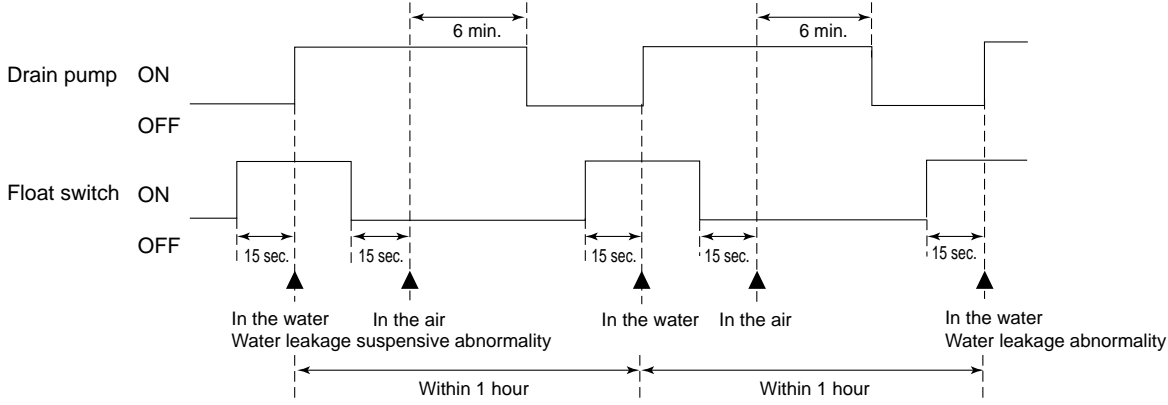 6 min. 6 min.
Drain pump ON
OFF
Float switch ON
OFF
15 sec. 15 sec. 15 sec. 15 sec. 15 sec.
In the water In the air In the water In the air In the water
Water leakage suspensive abnormality Water leakage abnormality
Within 1 hour Within 1 hour